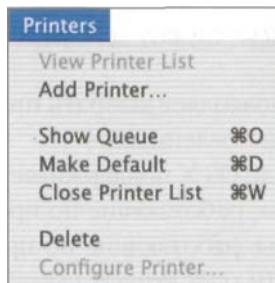 Printers
View Printer List
Add Printer...
Show Queue ⌘O
Make Default ⌘D
Close Printer List ⌘W
Delete
Configure Printer...